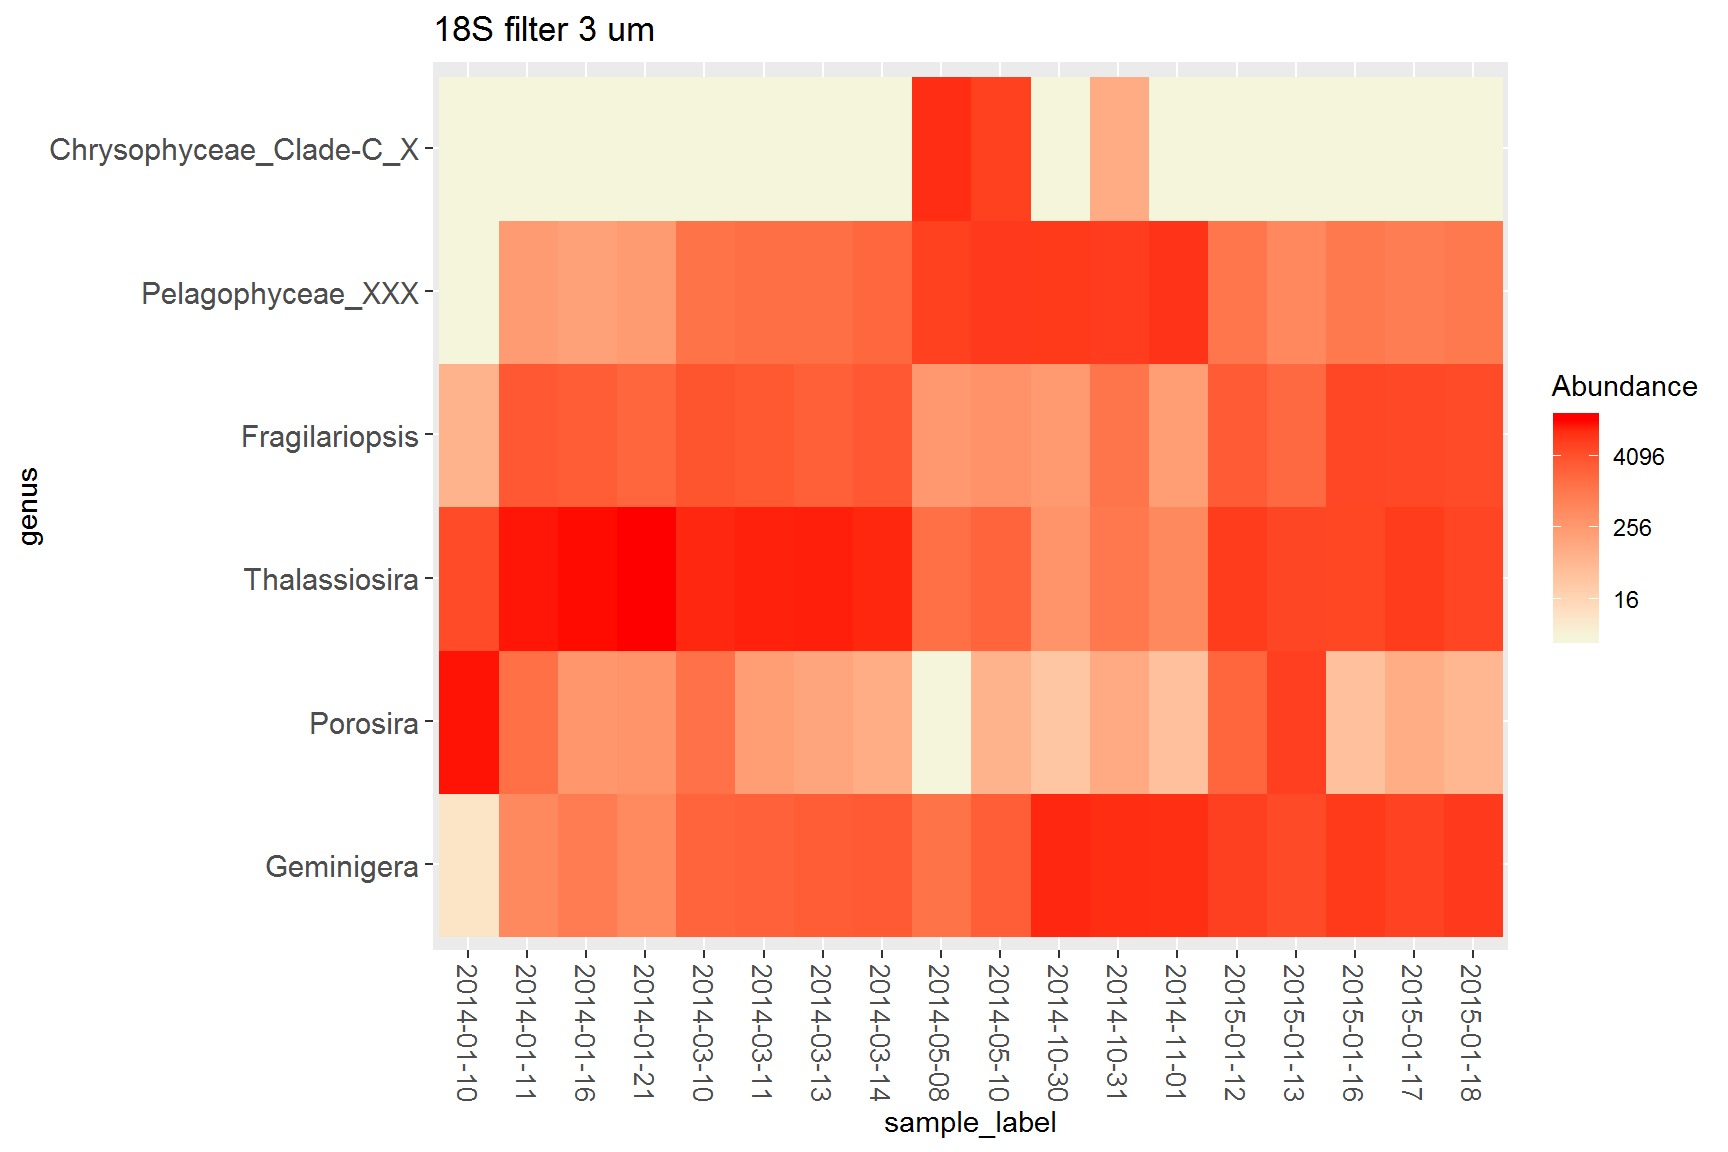 18S filter 3 um
Chrysophyceae_Clade-C_X
Pelagophyceae_XXX
Fragilariopsis
Thalassiosira
Porosira
Geminigera
genus
2014-01-10
2014-01-11
2014-01-16
2014-01-21
2014-03-10
2014-03-11
2014-03-13
2014-03-14
2014-05-08
2014-05-10
2014-10-30
2014-10-31
2014-11-01
2015-01-12
2015-01-13
2015-01-16
2015-01-17
2015-01-18
sample_label
Abundance
4096
256
16